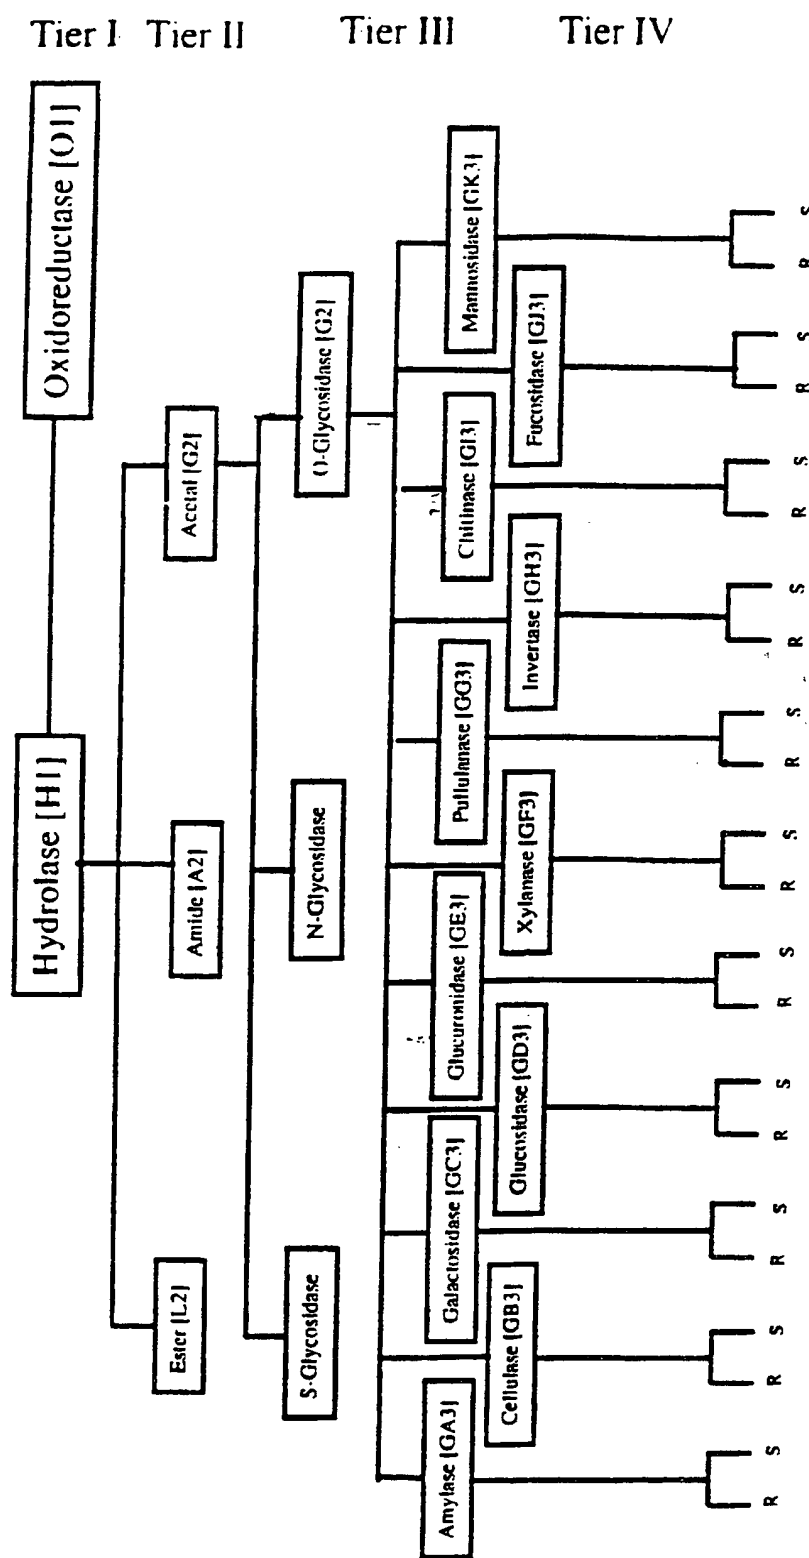 Tier I
Tier II
Tier III
Tier IV
Hydrolase [H1]
Oxidoreductase [O1]
Ester [L2]
Amide [A2]
Acetal [G2]
S-Glycosidase
N-Glycosidase
O-Glycosidase [G2]
Amylase [GA3]
Cellulase [GB3]
Galactosidase [GC3]
Glucosidase [GD3]
Glucuronidase [GE3]
Xylanase [GF3]
Pullulanase [GG3]
Invertase [GH3]
Chitinase [GI3]
Fucosidase [GJ3]
Mannosidase [GK3]
R S R S R S R S R S R S R S R S R S R S R S